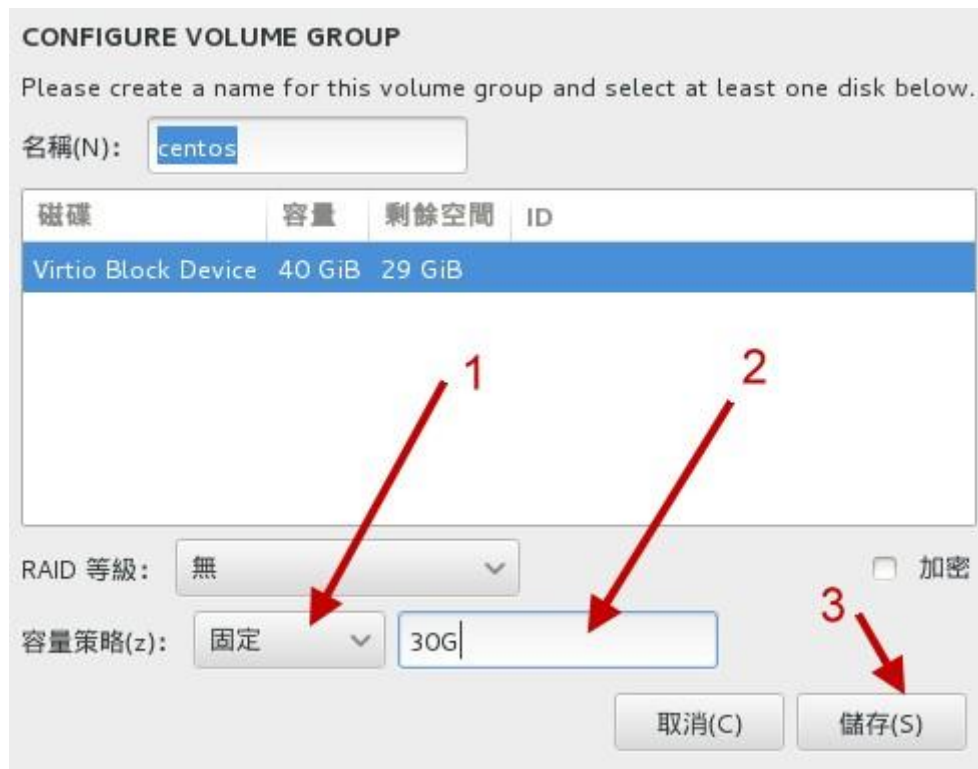 CONFIGURE VOLUME GROUP
Please create a name for this volume group and select at least one disk below.
名稱(N): centos
磁碟 容量 剩餘空間 ID
Virtio Block Device 40 GiB 29 GiB
1 2
RAID 等級: 無 加密
3
容量策略(z): 固定 30G
取消(C) 儲存(S)